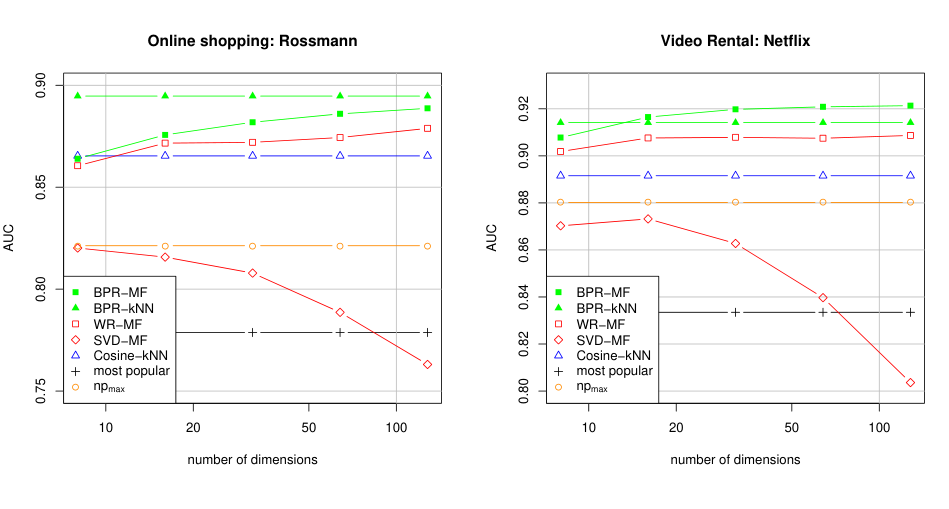 Online shopping: Rossmann
AUC
0.90
0.85
0.80
0.75
BPR−MF
BPR−kNN
WR−MF
SVD−MF
Cosine−kNN
most popular
npmax
10 20 50 100
number of dimensions
Video Rental: Netflix
AUC
0.92
0.90
0.88
0.86
0.84
0.82
0.80
BPR−MF
BPR−kNN
WR−MF
SVD−MF
Cosine−kNN
most popular
npmax
10 20 50 100
number of dimensions